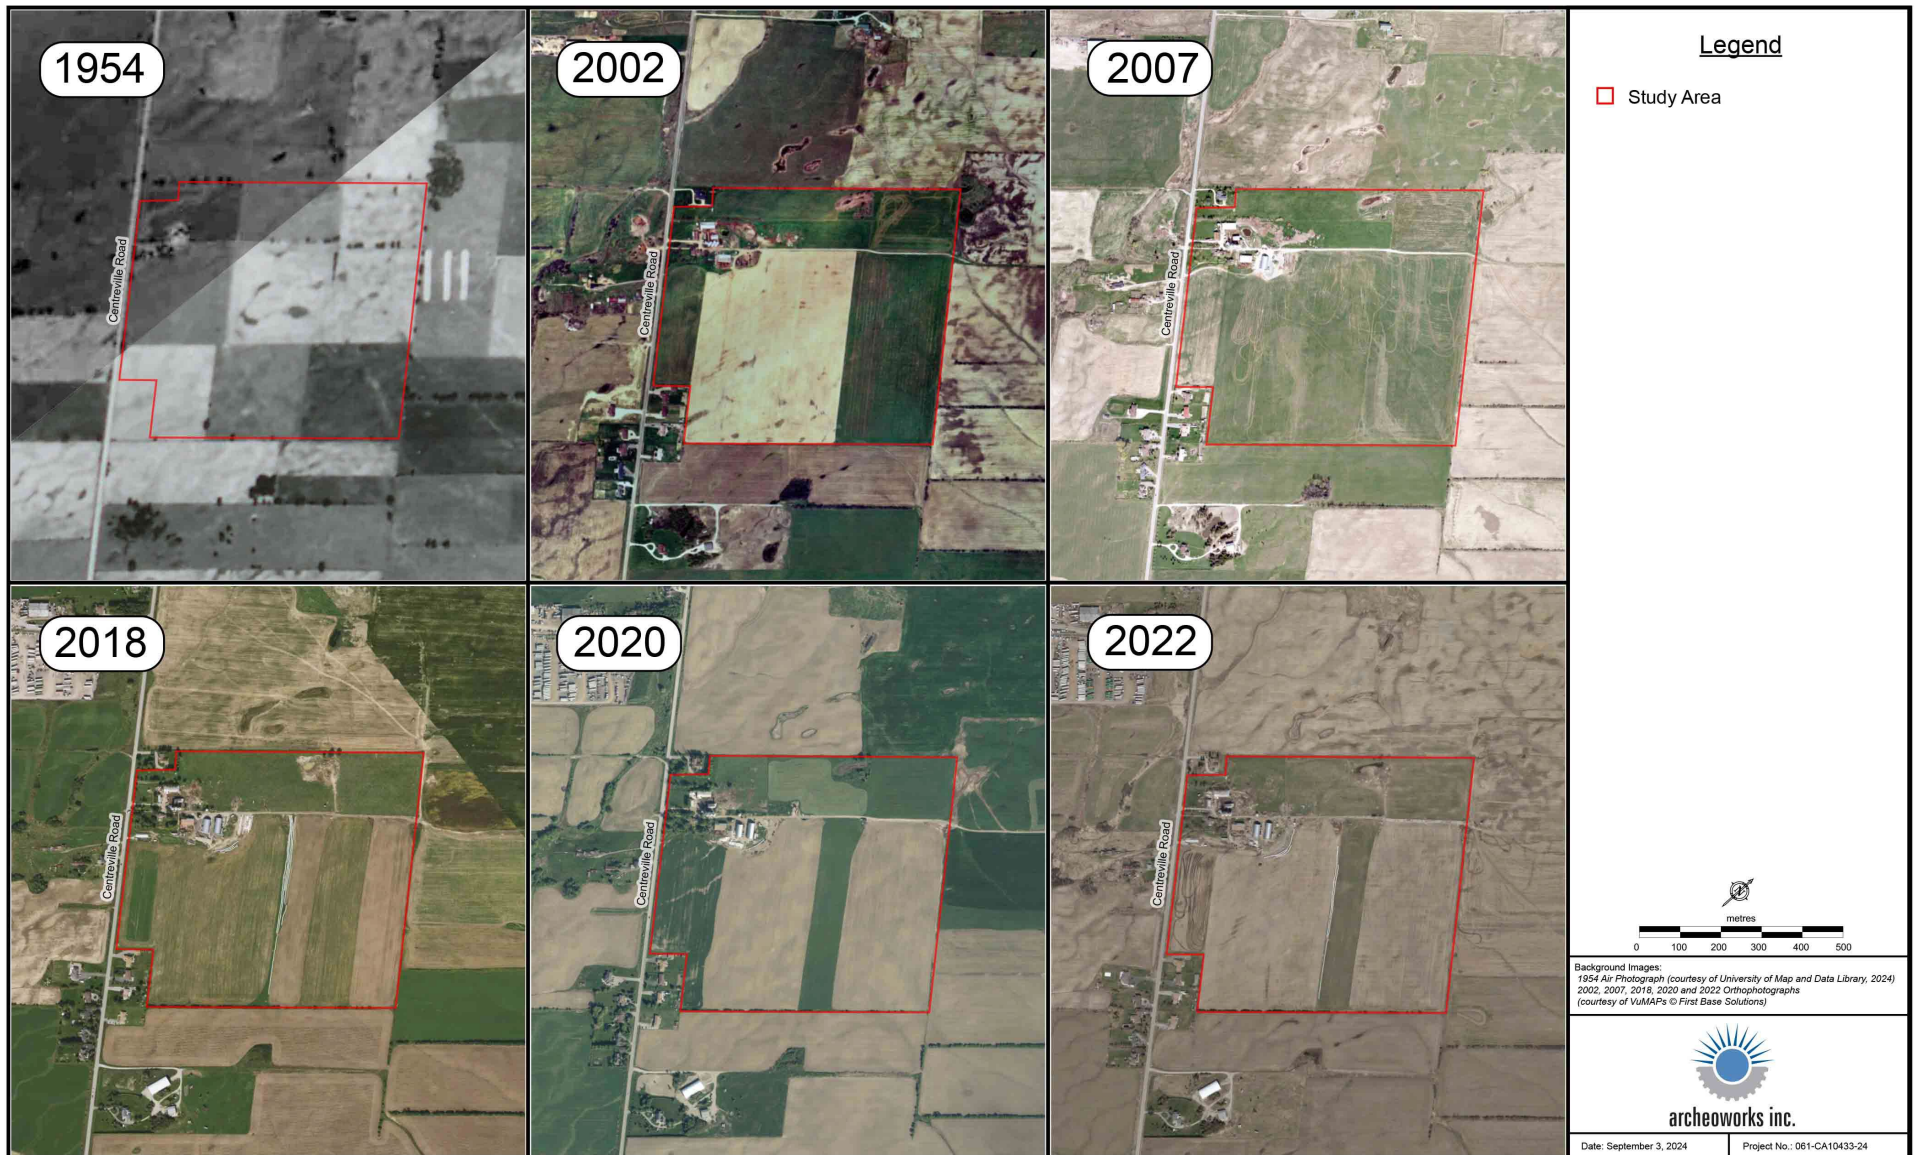 1954
Centreville Road
2002
Centreville Road
2007
Centreville Road
2018
Centreville Road
2020
Centreville Road
2022
Centreville Road
Legend
Study Area
N
metres
0 100 200 300 400 500
Background Images:
1954 Air Photograph (courtesy of University of Map and Data Library, 2024)
2002, 2007, 2018, 2020 and 2022 Orthophotographs
(courtesy of VuMAPs © First Base Solutions)
archeoworks inc.
Date: September 3, 2024
Project No.: 061-CA10433-24